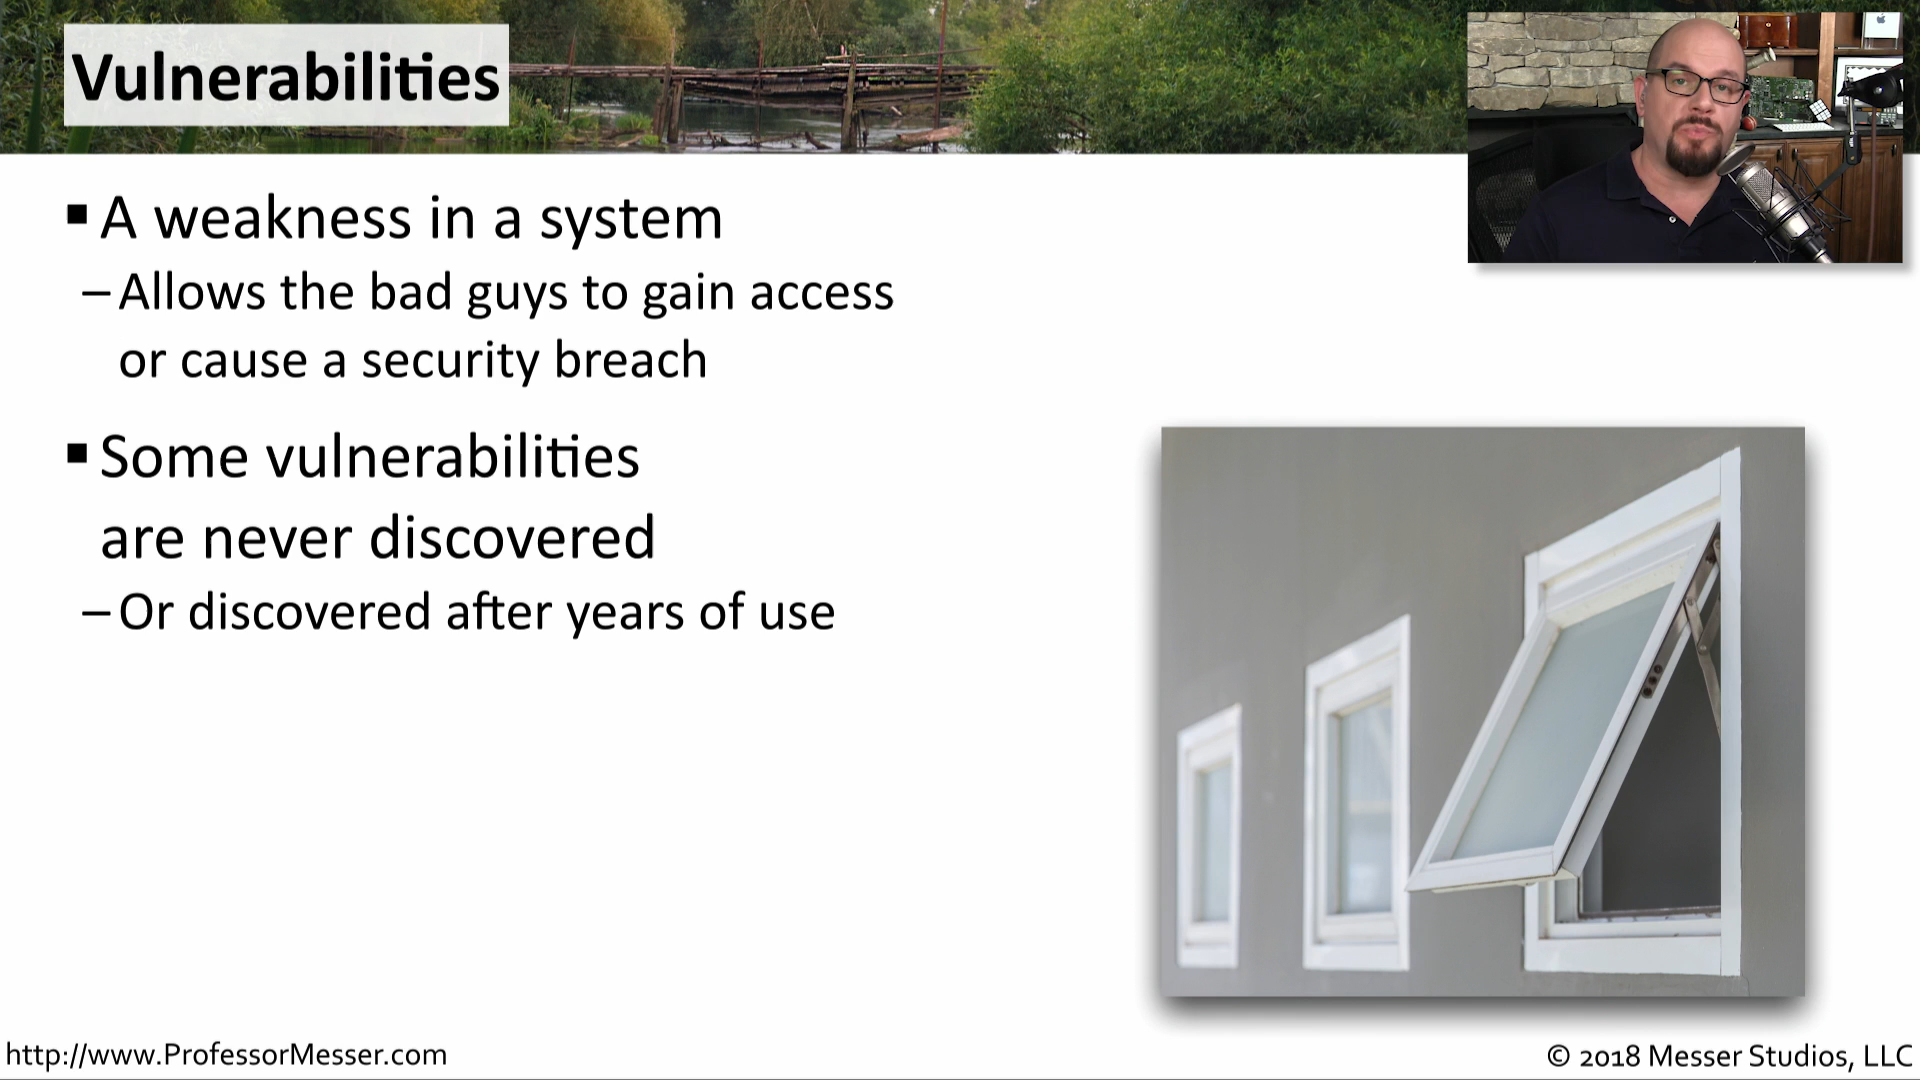 Vulnerabilities
▪ A weakness in a system
– Allows the bad guys to gain access
or cause a security breach
▪ Some vulnerabilities
are never discovered
– Or discovered after years of use
http://www.ProfessorMesser.com
© 2018 Messer Studios, LLC